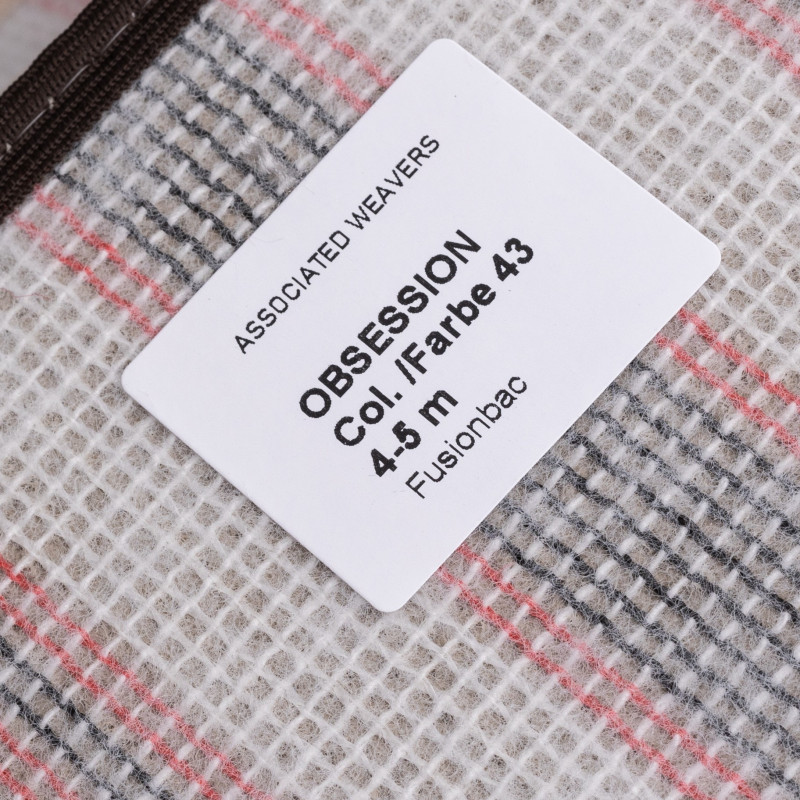 ASSOCIATED WEAVERS
OBSESSION
Col. /Farbe 43
4-5 m
Fusionbac